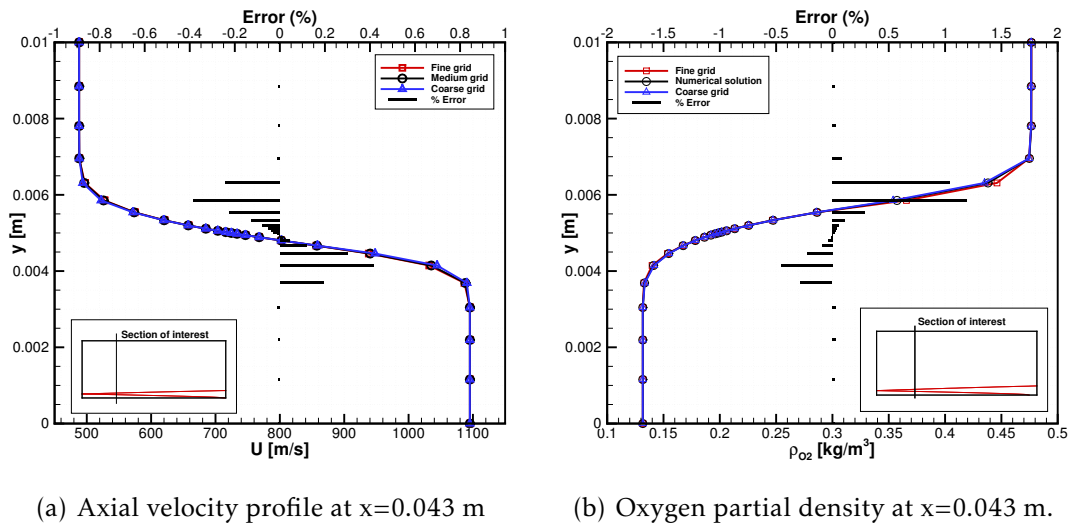 Error (%)
-1 -0.8 -0.6 -0.4 -0.2 0 0.2 0.4 0.6 0.8 1
0.01
0.008
0.006
0.004
0.002
0
y [m]
Fine grid
Medium grid
Coarse grid
% Error
Section of interest
500 600 700 800 900 1000 1100
U [m/s]
(a) Axial velocity profile at x=0.043 m
Error (%)
-2 -1.5 -1 -0.5 0 0.5 1 1.5 2
0.01
0.008
0.006
0.004
0.002
0
y [m]
Fine grid
Numerical solution
Coarse grid
% Error
Section of interest
0.1 0.15 0.2 0.25 0.3 0.35 0.4 0.45 0.5
ρO2 [kg/m³]
(b) Oxygen partial density at x=0.043 m.